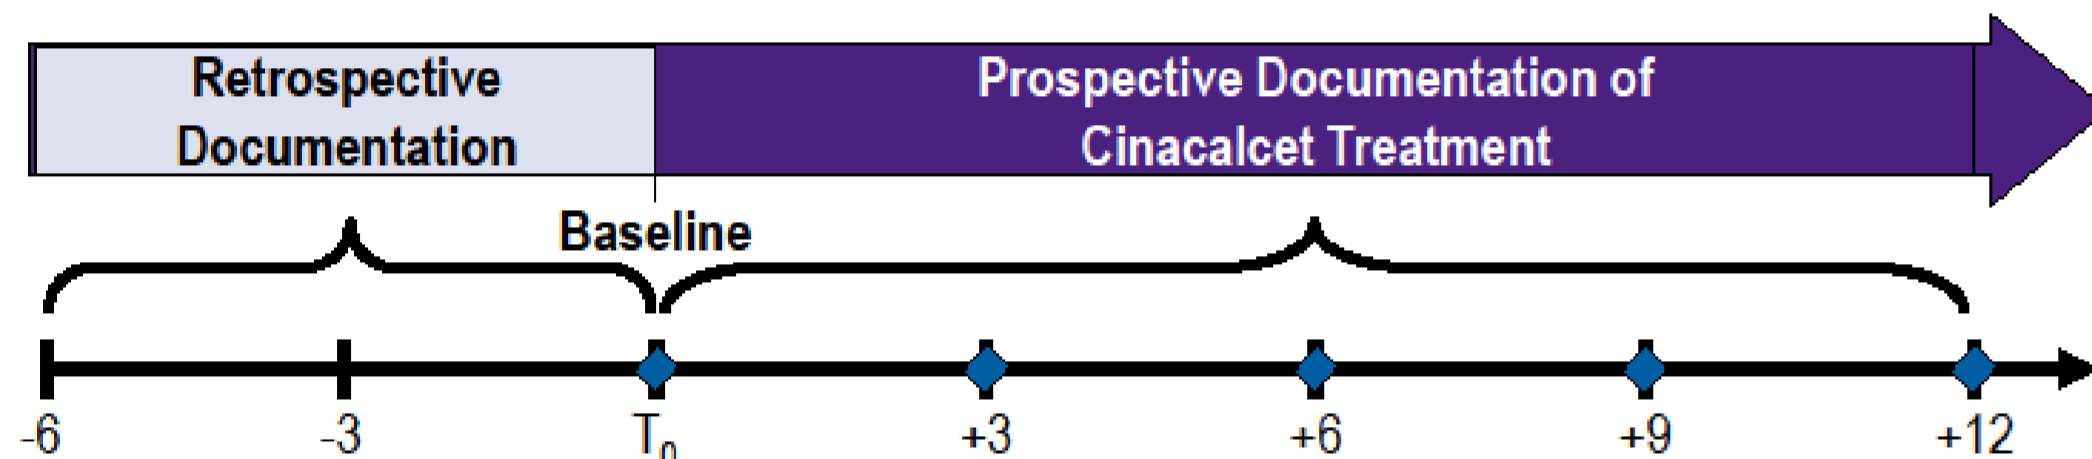 Retrospective
Documentation
Prospective Documentation of
Cinacalcet Treatment
Baseline
-6 -3 T₀ +3 +6 +9 +12